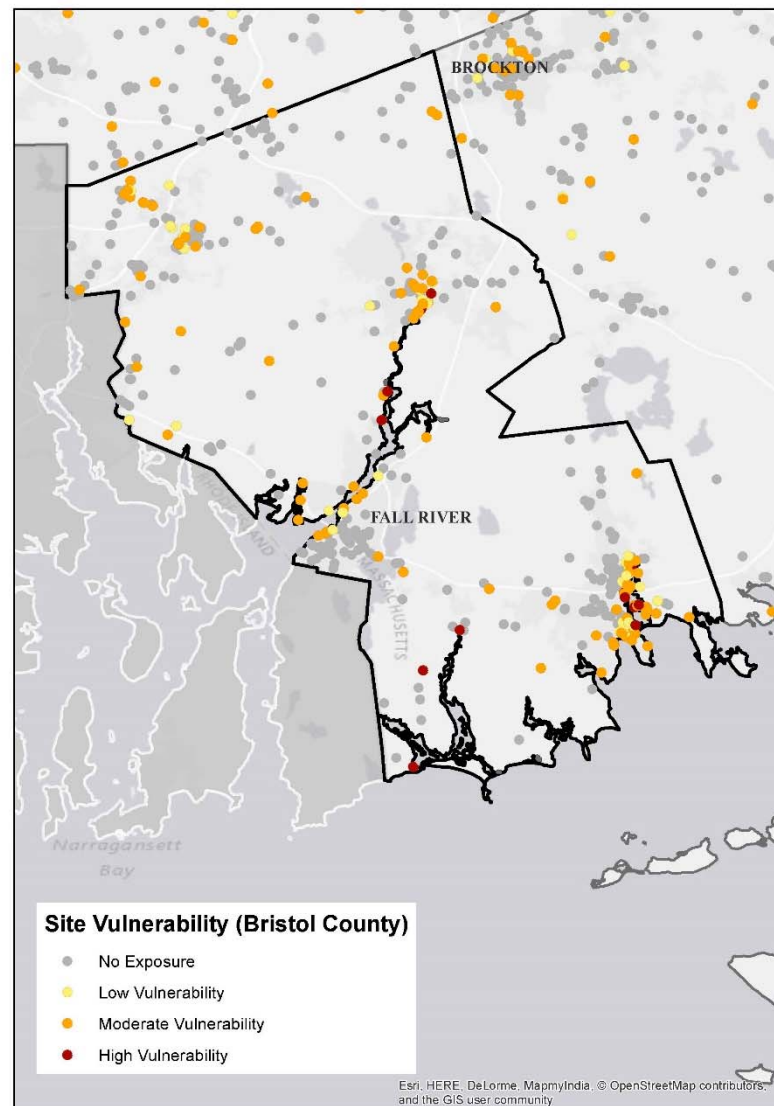 BROCKTON
FALL RIVER
RHODE ISLAND
MASSACHUSETTS
Narragansett
Bay
Site Vulnerability (Bristol County)
No Exposure
Low Vulnerability
Moderate Vulnerability
High Vulnerability
Esri, HERE, DeLorme, MapmyIndia, © OpenStreetMap contributors,
and the GIS user community